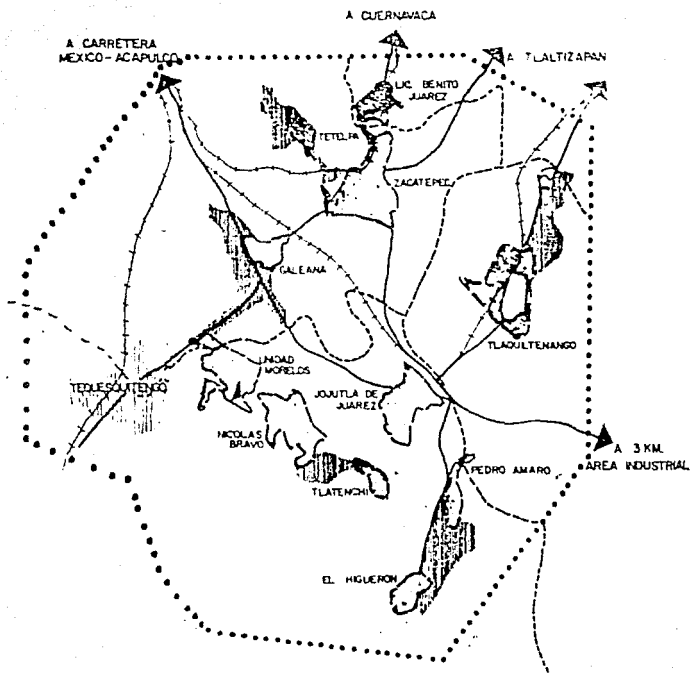 A CUERNAVACA
A CARRETERA
MEXICO-ACAPULCO
A TLALTIZAPAN
LIC. BENITO
JUAREZ
TETELPA
ZACATEPEC
GALEANA
TLAQUILTENANGO
UNIDAD
MORELOS
TEQUESQUITENGO
JOJUTLA DE
JUAREZ
NICOLAS
BRAVO
A 3 KM.
AREA INDUSTRIAL
PEDRO AMARO
TLATENCHI
EL HIGUERON